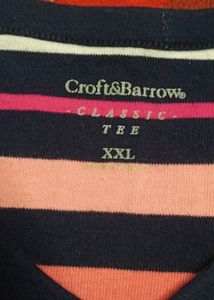 Croft&Barrow®
- CLASSIC -
TEE
XXL